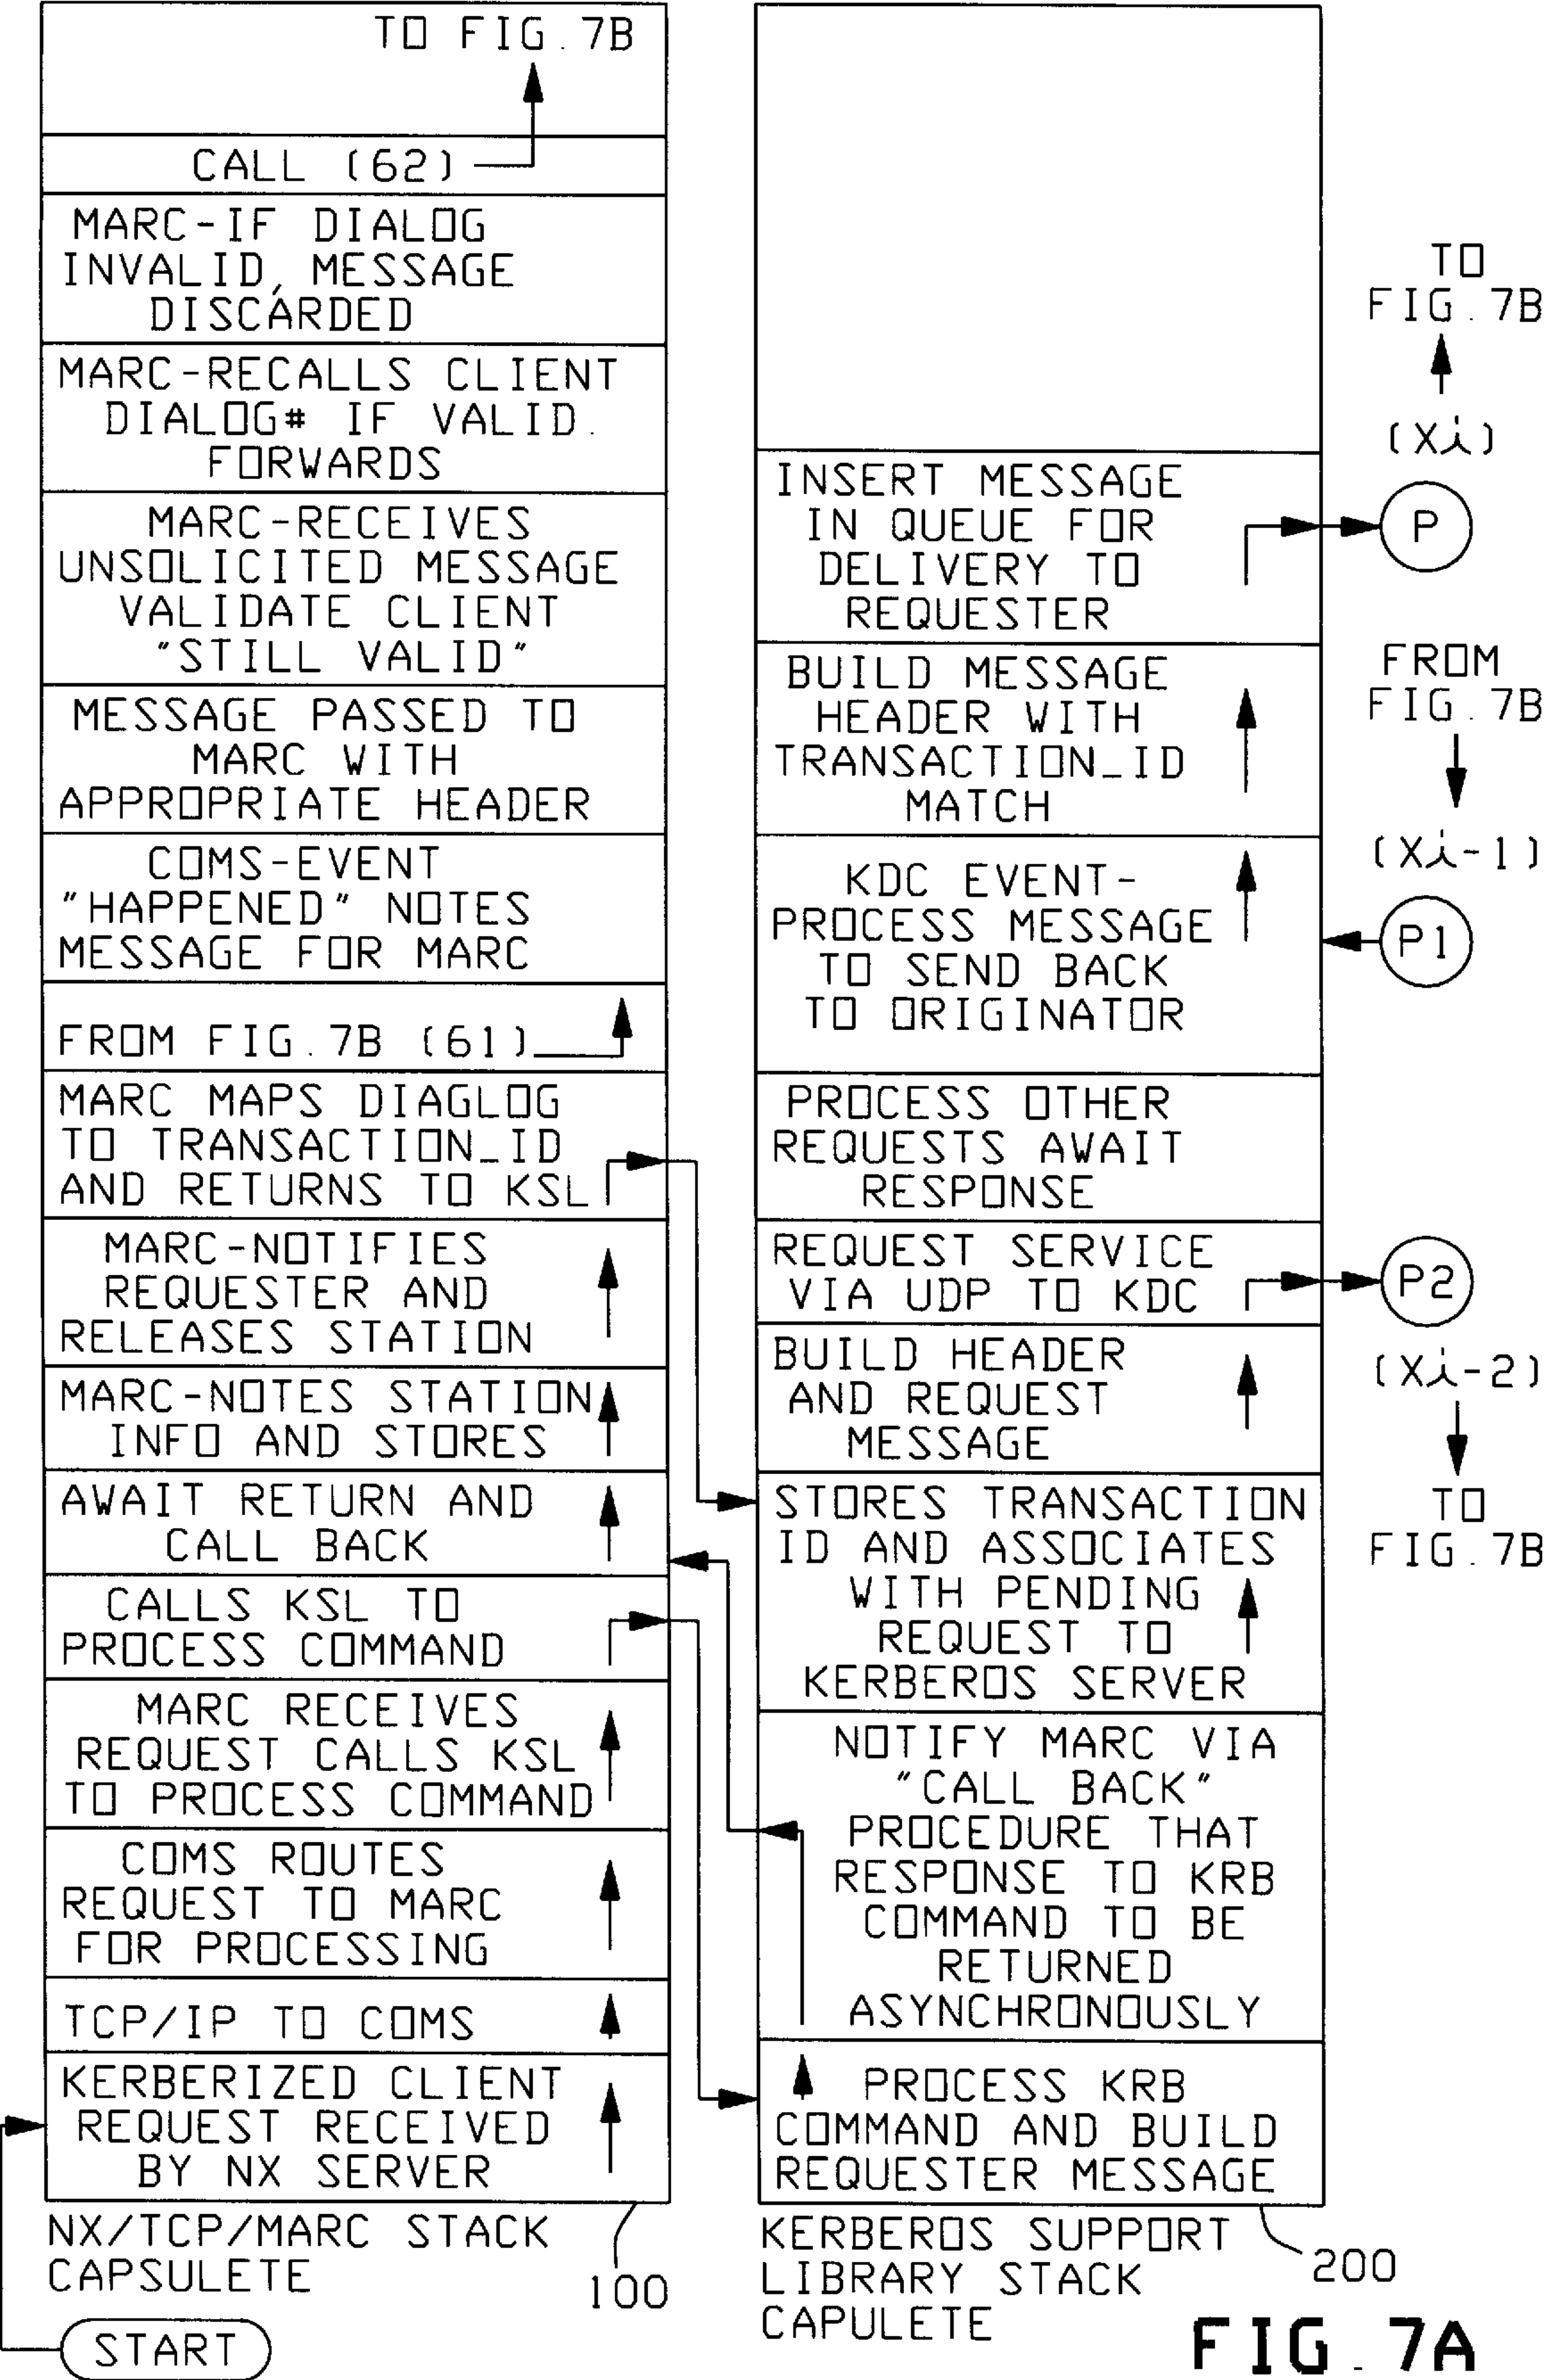 TO FIG. 7B
CALL (62)
MARC-IF DIALOG
INVALID, MESSAGE
DISCARDED
MARC-RECALLS CLIENT
DIALOG# IF VALID.
FORWARDS
MARC-RECEIVES
UNSOLICITED MESSAGE
VALIDATE CLIENT
"STILL VALID"
MESSAGE PASSED TO
MARC WITH
APPROPRIATE HEADER
COMS-EVENT
"HAPPENED" NOTES
MESSAGE FOR MARC
FROM FIG. 7B (61)
MARC MAPS DIAGLOG
TO TRANSACTION_ID
AND RETURNS TO KSL
MARC-NOTIFIES
REQUESTER AND
RELEASES STATION
MARC-NOTES STATION
INFO AND STORES
AWAIT RETURN AND
CALL BACK
CALLS KSL TO
PROCESS COMMAND
MARC RECEIVES
REQUEST CALLS KSL
TO PROCESS COMMAND
COMS ROUTES
REQUEST TO MARC
FOR PROCESSING
TCP/IP TO COMS
KERBERIZED CLIENT
REQUEST RECEIVED
BY NX SERVER
NX/TCP/MARC STACK
CAPSULETE
100
START
INSERT MESSAGE
IN QUEUE FOR
DELIVERY TO
REQUESTER
BUILD MESSAGE
HEADER WITH
TRANSACTION_ID
MATCH
KDC EVENT-
PROCESS MESSAGE
TO SEND BACK
TO ORIGINATOR
PROCESS OTHER
REQUESTS AWAIT
RESPONSE
REQUEST SERVICE
VIA UDP TO KDC
BUILD HEADER
AND REQUEST
MESSAGE
STORES TRANSACTION
ID AND ASSOCIATES
WITH PENDING
REQUEST TO
KERBEROS SERVER
NOTIFY MARC VIA
"CALL BACK"
PROCEDURE THAT
RESPONSE TO KRB
COMMAND TO BE
RETURNED
ASYNCHRONOUSLY
PROCESS KRB
COMMAND AND BUILD
REQUESTER MESSAGE
KERBEROS SUPPORT
LIBRARY STACK
CAPULETE
200
TO
FIG. 7B
(Xi)
P
FROM
FIG. 7B
(Xi-1)
P1
P2
(Xi-2)
TO
FIG. 7B
FIG. 7A